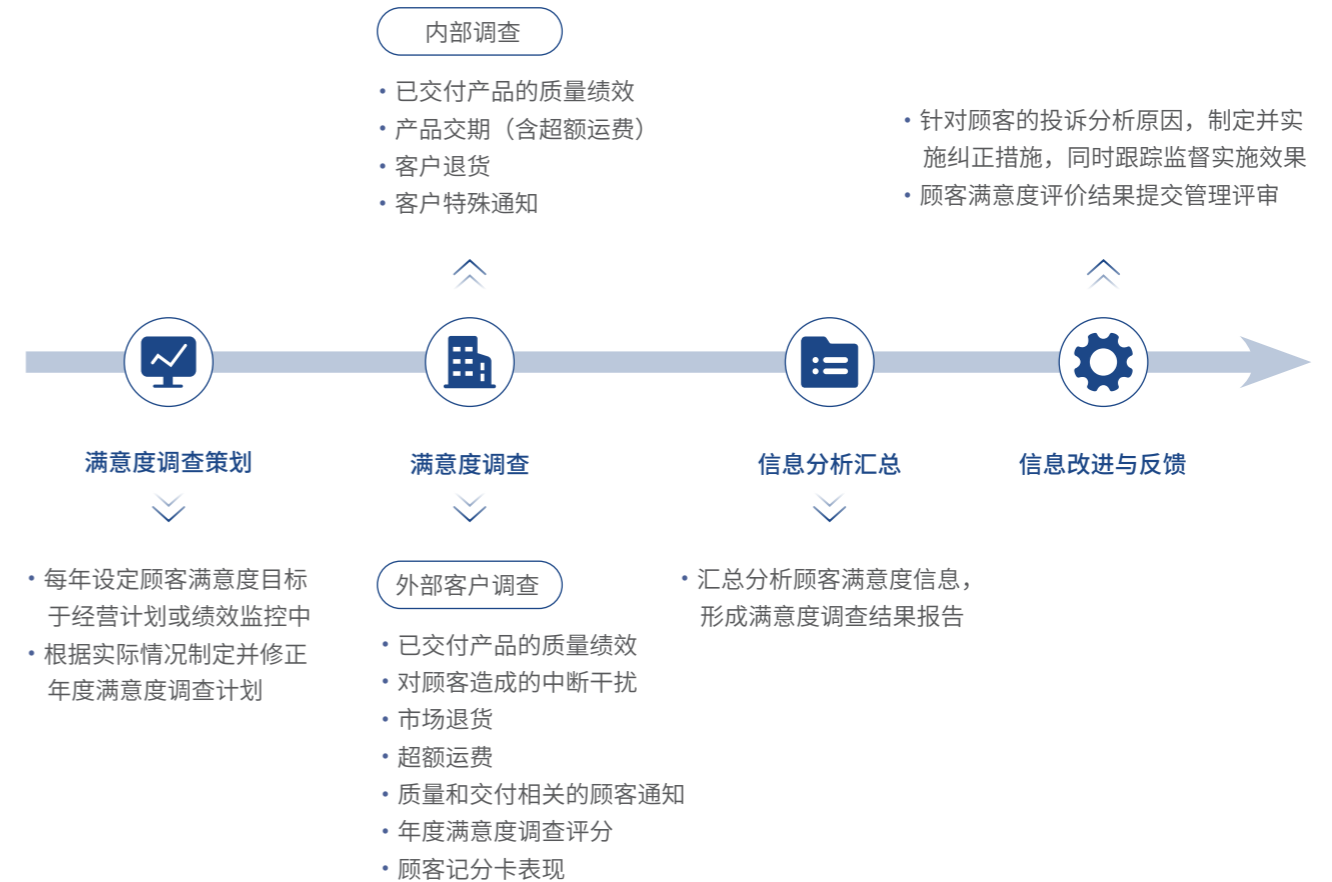 内部调查
• 已交付产品的质量绩效
• 产品交期（含超额运费）
• 客户退货
• 客户特殊通知
• 针对顾客的投诉分析原因，制定并实
施纠正措施，同时跟踪监督实施效果
• 顾客满意度评价结果提交管理评审
满意度调查策划
满意度调查
信息分析汇总
信息改进与反馈
• 每年设定顾客满意度目标
于经营计划或绩效监控中
• 根据实际情况制定并修正
年度满意度调查计划
外部客户调查
• 已交付产品的质量绩效
• 对顾客造成的中断干扰
• 市场退货
• 超额运费
• 质量和交付相关的顾客通知
• 年度满意度调查评分
• 顾客记分卡表现
• 汇总分析顾客满意度信息，
形成满意度调查结果报告